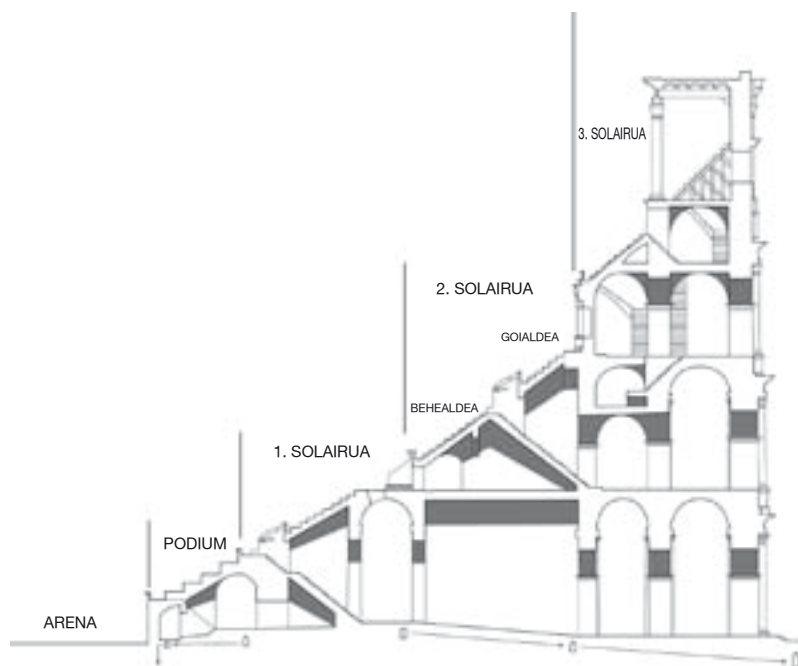 3. SOLAIRUA
2. SOLAIRUA
GOIALDEA
BEHEALDEA
1. SOLAIRUA
PODIUM
ARENA